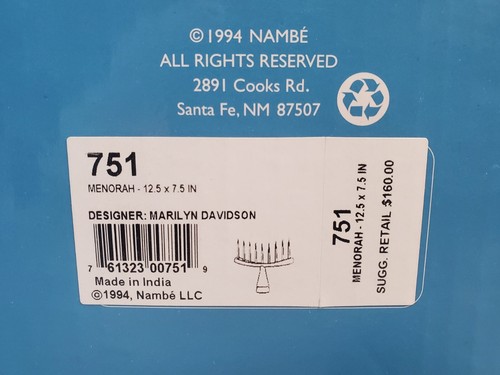 ©1994 NAMBÉ
ALL RIGHTS RESERVED
2891 Cooks Rd.
Santa Fe, NM 87507
751
MENORAH - 12.5 x 7.5 IN
DESIGNER: MARILYN DAVIDSON
7 61323 00751 9
Made in India
©1994, Nambé LLC
751
MENORAH - 12.5 x 7.5 IN
SUGG. RETAIL $160.00